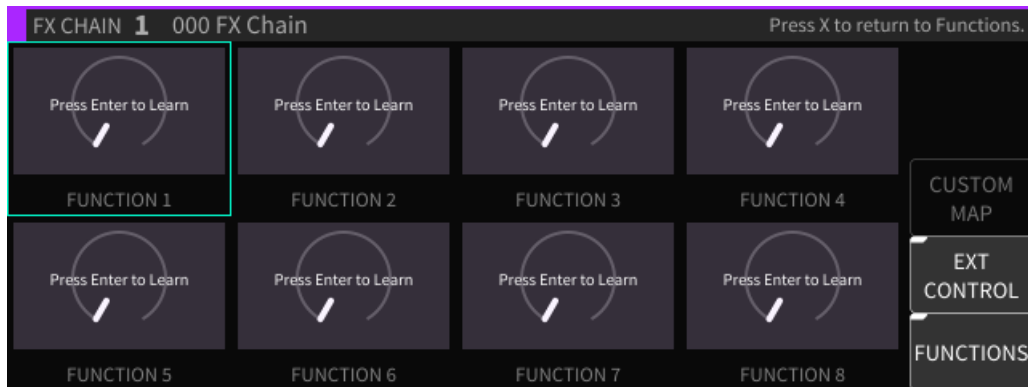 FX CHAIN 1 000 FX Chain Press X to return to Functions.
Press Enter to Learn Press Enter to Learn Press Enter to Learn Press Enter to Learn
FUNCTION 1 FUNCTION 2 FUNCTION 3 FUNCTION 4
CUSTOM
MAP
Press Enter to Learn Press Enter to Learn Press Enter to Learn Press Enter to Learn
EXT
CONTROL
FUNCTIONS
FUNCTION 5 FUNCTION 6 FUNCTION 7 FUNCTION 8